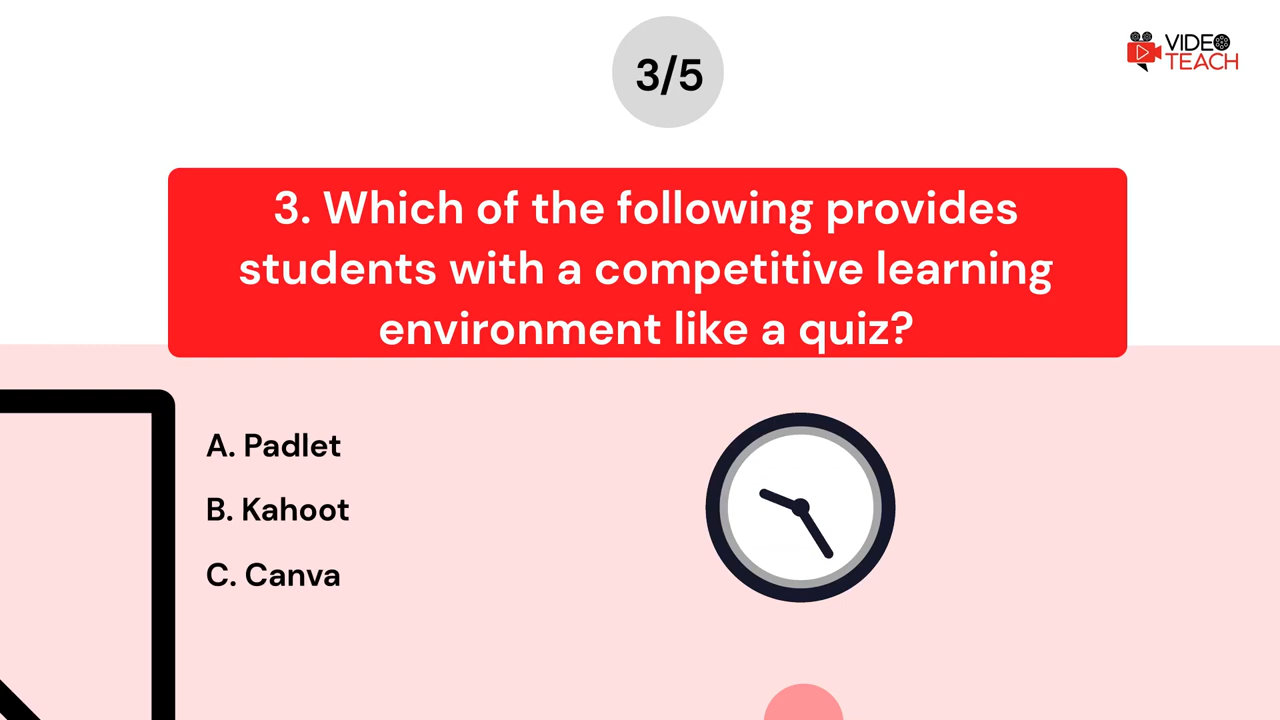 3/5
VIDEO
TEACH
3. Which of the following provides
students with a competitive learning
environment like a quiz?
A. Padlet
B. Kahoot
C. Canva